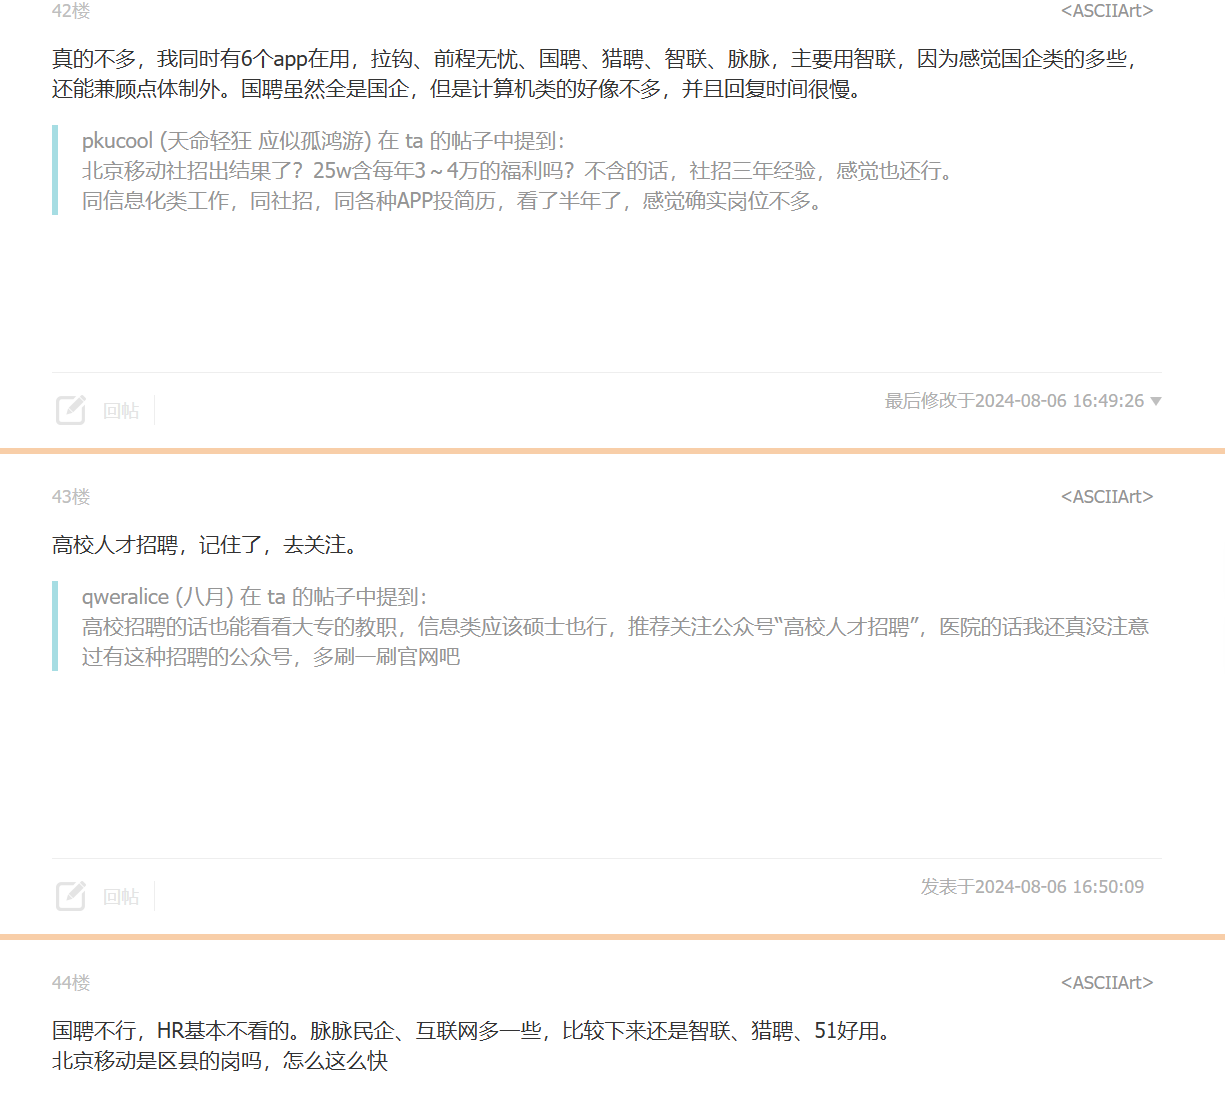 42楼
<ASCIIArt>
真的不多，我同时有6个app在用，拉钩、前程无忧、国聘、猎聘、智联、脉脉，主要用智联，因为感觉国企类的多些，
还能兼顾点体制外。国聘虽然全是国企，但是计算机类的好像不多，并且回复时间很慢。
pkucool (天命轻狂 应似孤鸿游) 在 ta 的帖子中提到：
北京移动社招出结果了？25w含每年3～4万的福利吗？不含的话，社招三年经验，感觉也还行。
同信息化类工作，同社招，同各种APP投简历，看了半年了，感觉确实岗位不多。
回帖
最后修改于2024-08-06 16:49:26
43楼
<ASCIIArt>
高校人才招聘，记住了，去关注。
qweralice (八月) 在 ta 的帖子中提到：
高校招聘的话也能看看大专的教职，信息类应该硕士也行，推荐关注公众号“高校人才招聘”，医院的话我还真没注意
过有这种招聘的公众号，多刷一刷官网吧
回帖
发表于2024-08-06 16:50:09
44楼
<ASCIIArt>
国聘不行，HR基本不看的。脉脉民企、互联网多一些，比较下来还是智联、猎聘、51好用。
北京移动是区县的岗吗，怎么这么快